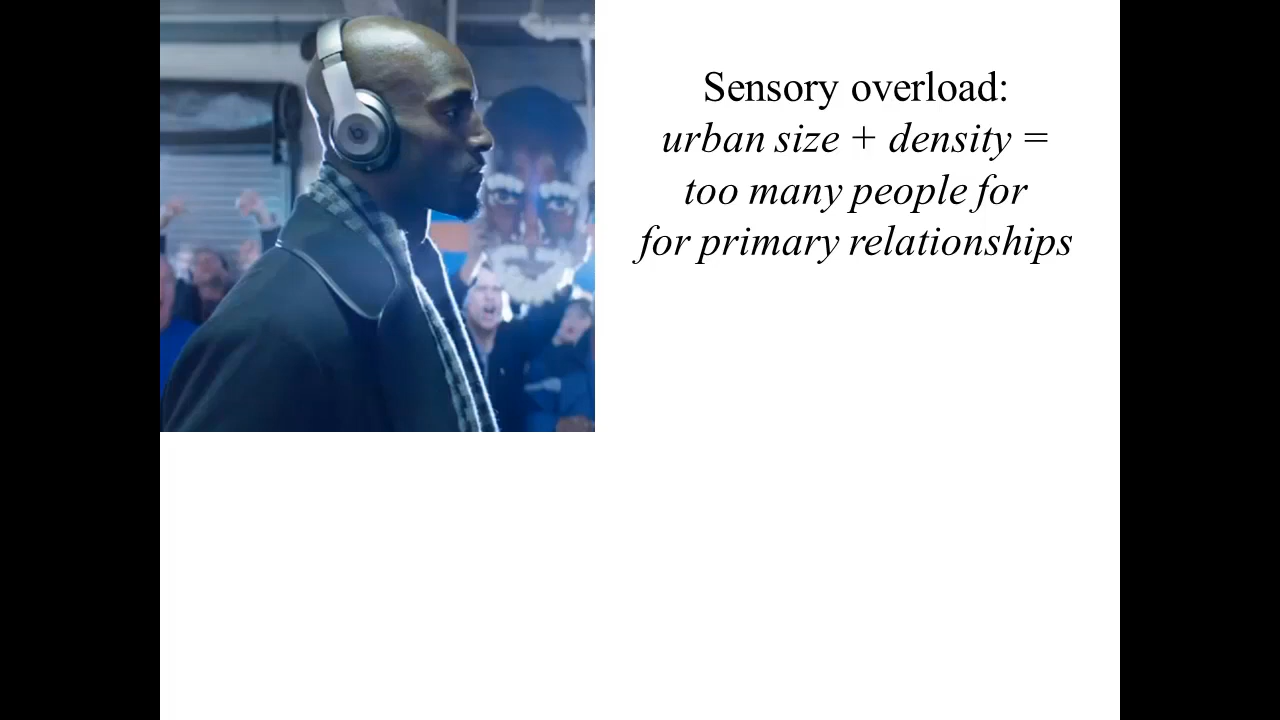 Sensory overload:
urban size + density =
too many people for
for primary relationships